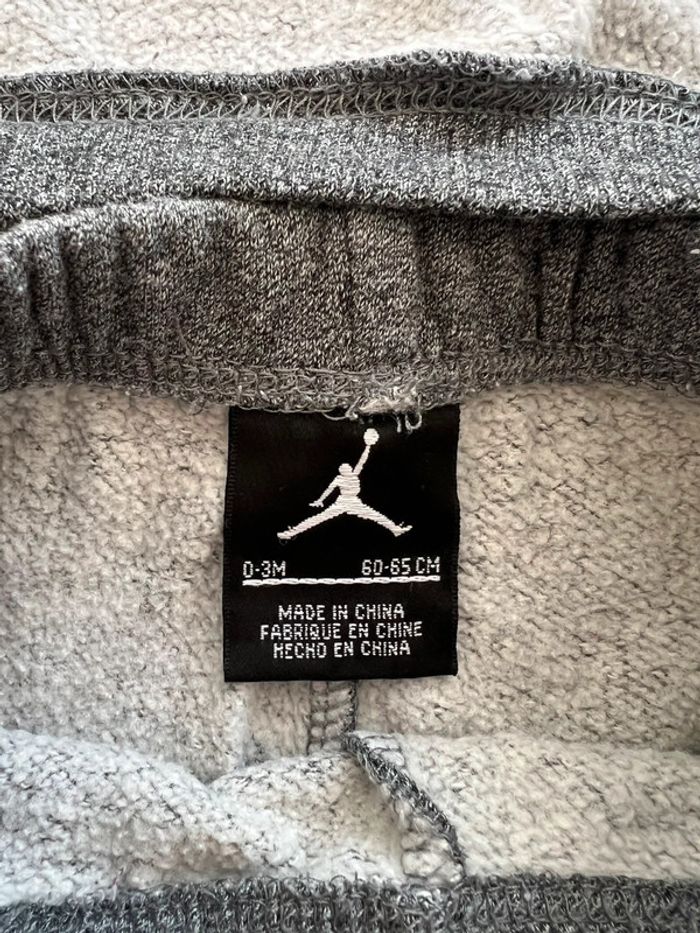 0-3M 60-65 CM
MADE IN CHINA
FABRIQUE EN CHINE
HECHO EN CHINA